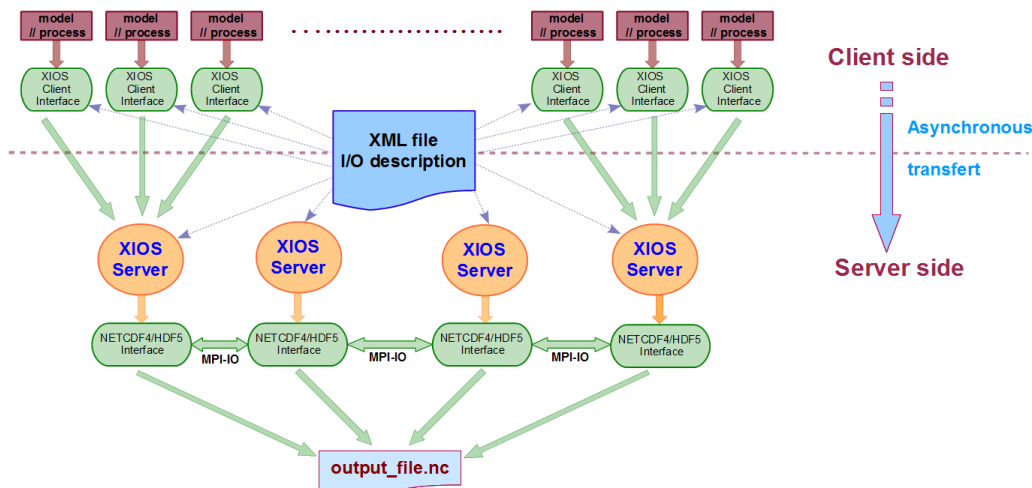 model
// process
model
// process
model
// process
model
// process
model
// process
model
// process
XIOS
Client
Interface
XIOS
Client
Interface
XIOS
Client
Interface
XIOS
Client
Interface
XIOS
Client
Interface
XIOS
Client
Interface
Client side
XML file
I/O description
Asynchronous
transfert
XIOS
Server
XIOS
Server
XIOS
Server
XIOS
Server
Server side
NETCDF4/HDF5
Interface
MPI-IO
NETCDF4/HDF5
Interface
MPI-IO
NETCDF4/HDF5
Interface
MPI-IO
NETCDF4/HDF5
Interface
output_file.nc